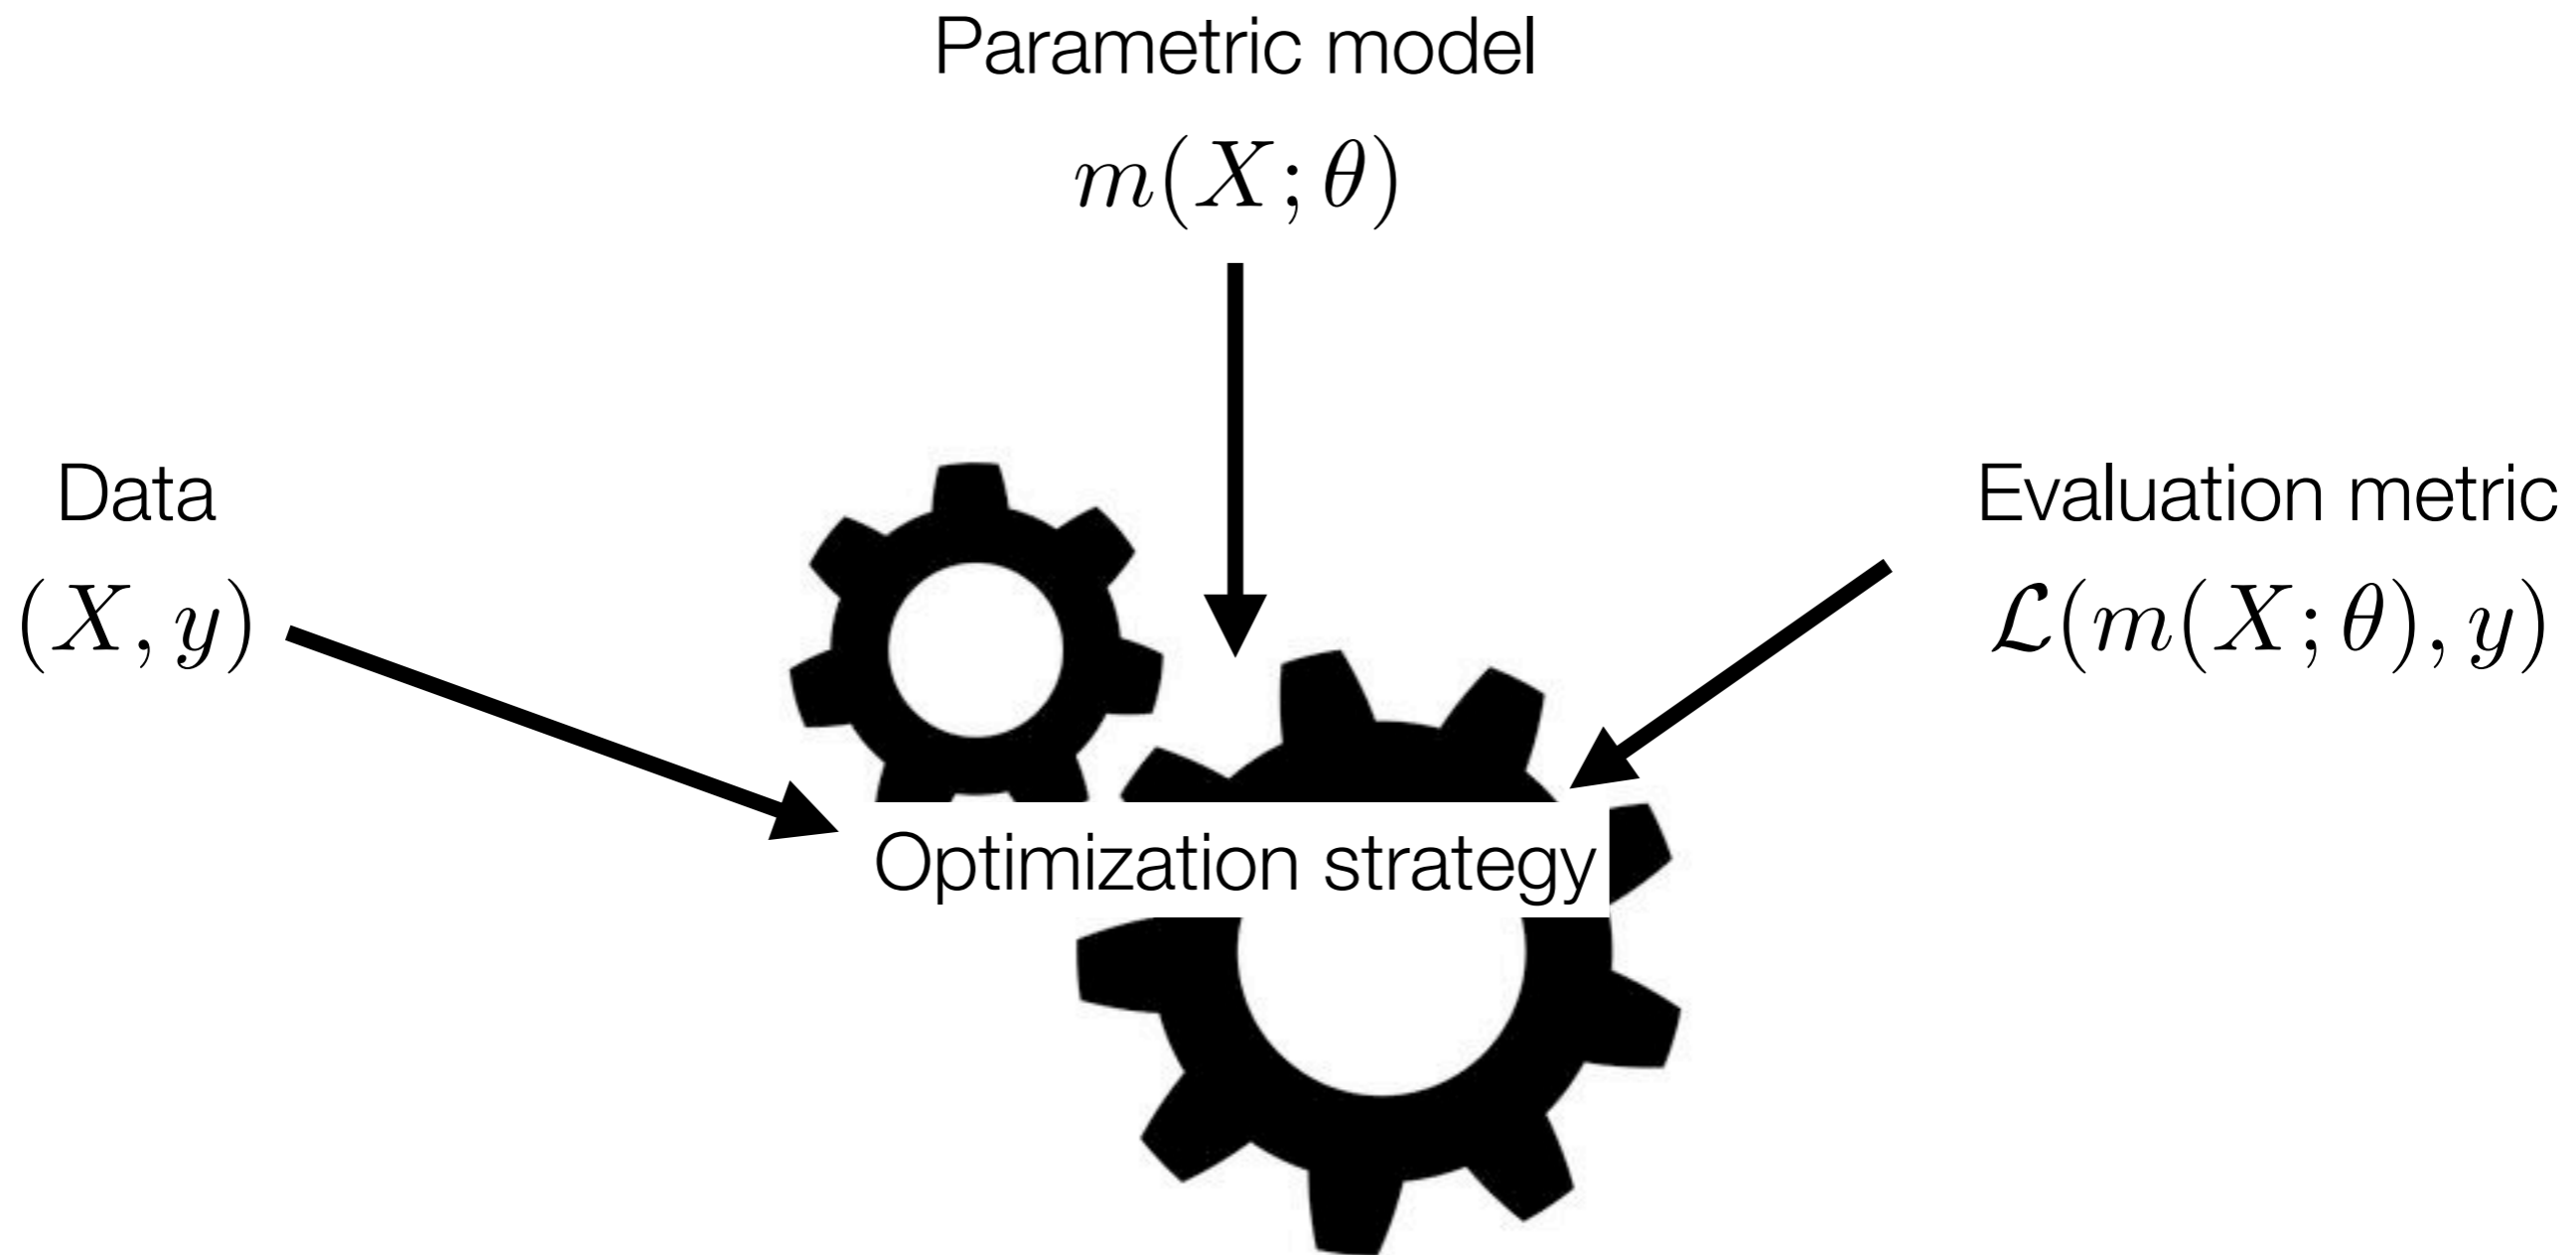 Parametric model
m(X; θ)
Data
(X, y)
Evaluation metric
ℒ(m(X; θ), y)
Optimization strategy